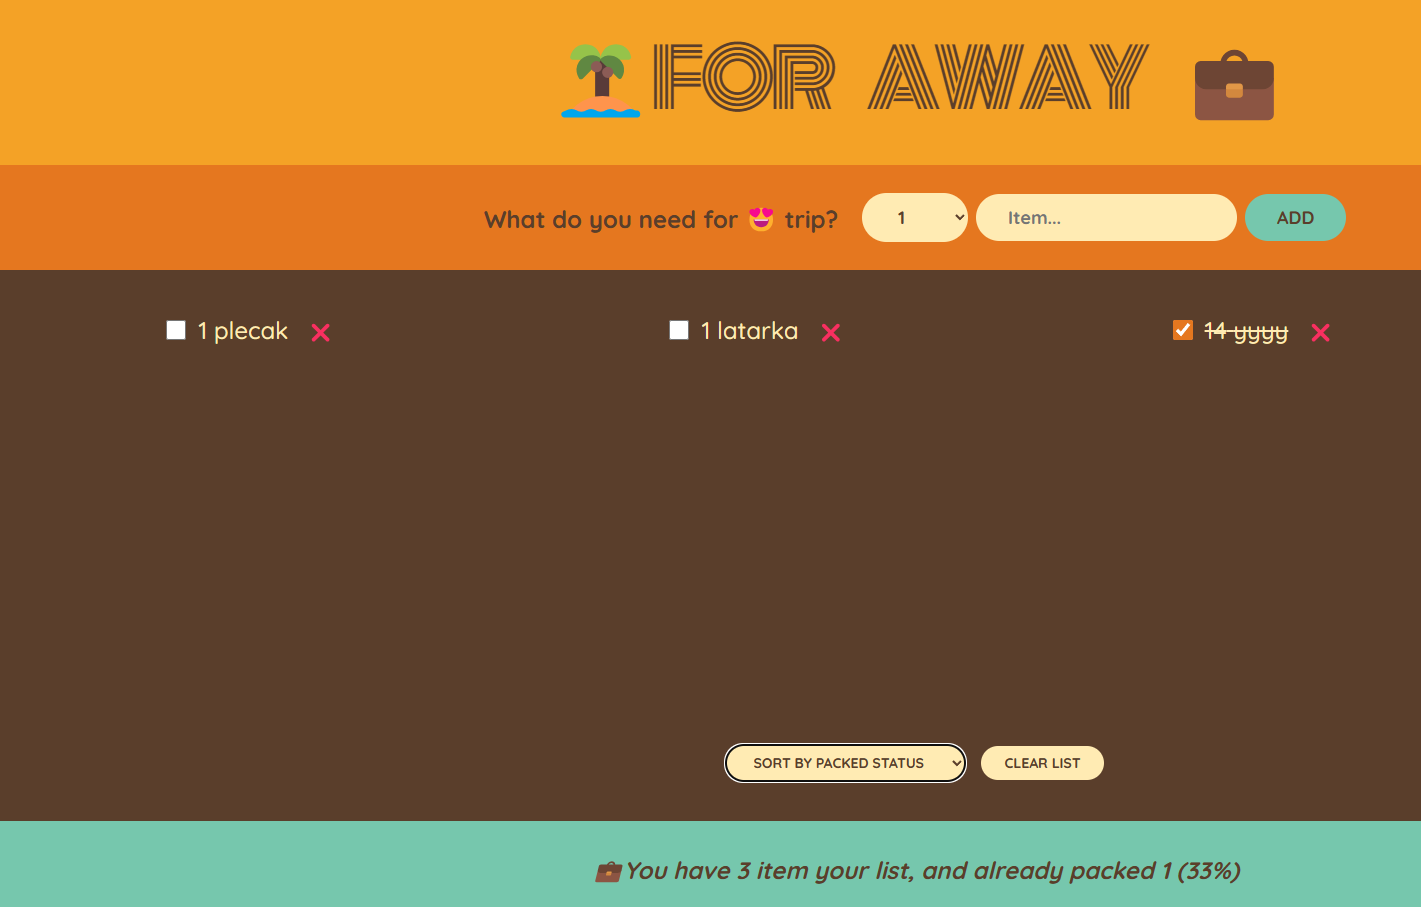 🏝️FOR AWAY 💼
What do you need for 😍 trip? 1 Item... ADD
1 plecak ❌ 1 latarka ❌ 14 yyyy ❌
SORT BY PACKED STATUS CLEAR LIST
💼You have 3 item your list, and already packed 1 (33%)